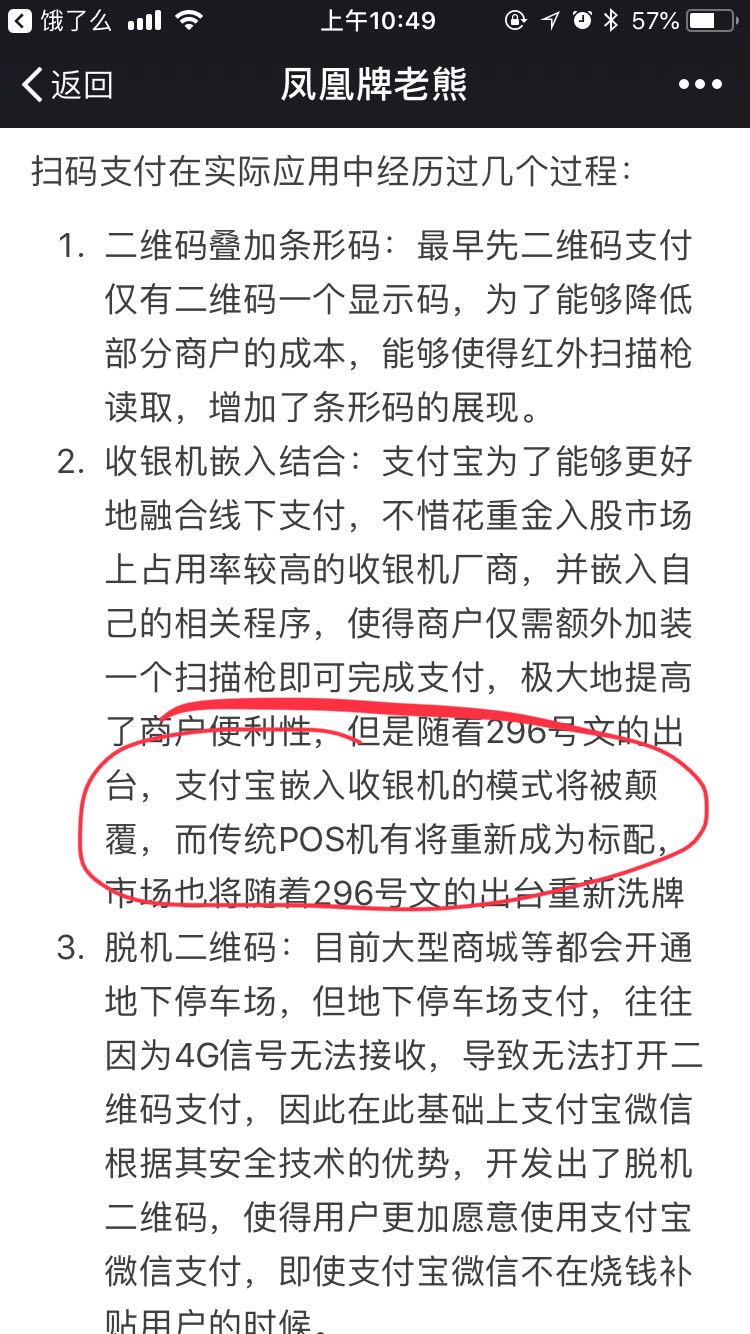 饿了么 上午10:49 57%
返回 凤凰牌老熊
扫码支付在实际应用中经历过几个过程：
1. 二维码叠加条形码：最早先二维码支付
仅有二维码一个显示码，为了能够降低
部分商户的成本，能够使得红外扫描枪
读取，增加了条形码的展现。
2. 收银机嵌入结合：支付宝为了能够更好
地融合线下支付，不惜花重金入股市场
上占用率较高的收银机厂商，并嵌入自
己的相关程序，使得商户仅需额外加装
一个扫描枪即可完成支付，极大地提高
了商户便利性，但是随着296号文的出
台，支付宝嵌入收银机的模式将被颠
覆，而传统POS机有将重新成为标配，
市场也将随着296号文的出台重新洗牌
3. 脱机二维码：目前大型商城等都会开通
地下停车场，但地下停车场支付，往往
因为4G信号无法接收，导致无法打开二
维码支付，因此在此基础上支付宝微信
根据其安全技术的优势，开发出了脱机
二维码，使得用户更加愿意使用支付宝
微信支付，即使支付宝微信不在烧钱补
贴用户的时候。